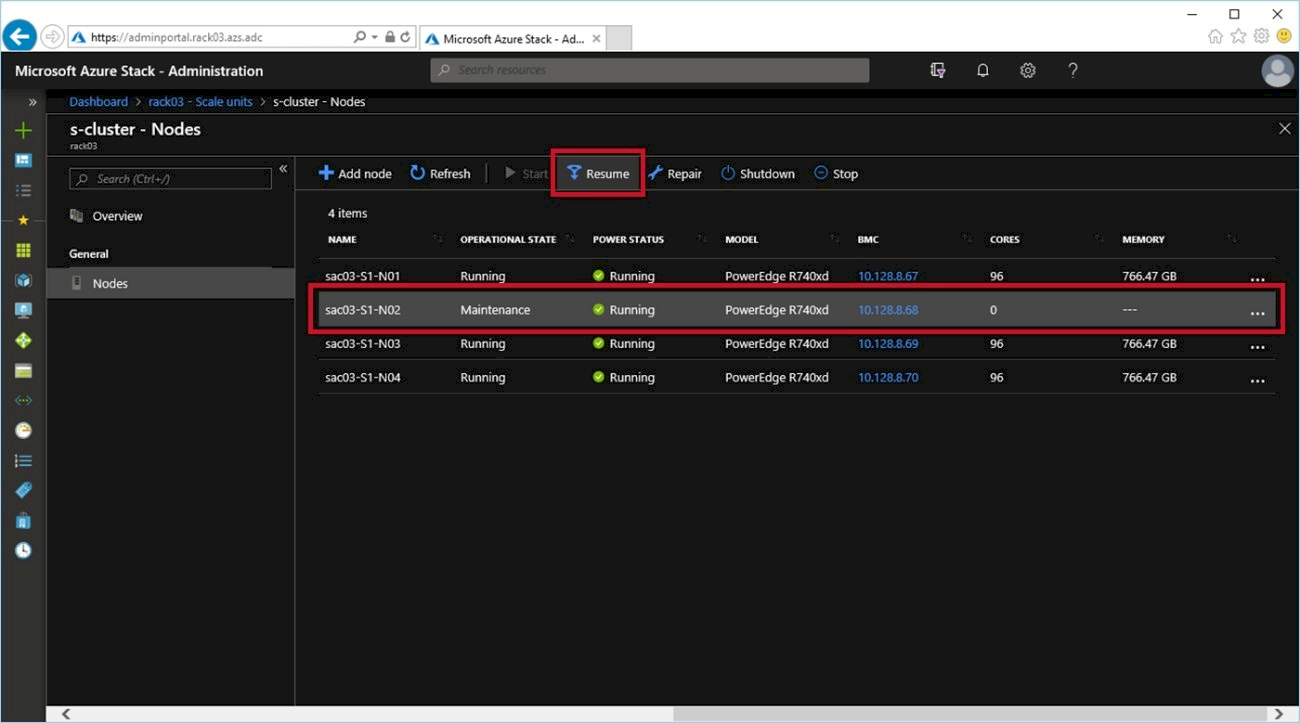 https://adminportal.rack03.azs.adc
Microsoft Azure Stack - Ad...
Microsoft Azure Stack - Administration
Search resources
Dashboard > rack03 - Scale units > s-cluster - Nodes
s-cluster - Nodes
rack03
Search (Ctrl+/)
Add node Refresh Start Resume Repair Shutdown Stop
Overview
General
Nodes
4 items
NAME OPERATIONAL STATE POWER STATUS MODEL BMC CORES MEMORY
sac03-S1-N01 Running Running PowerEdge R740xd 10.128.8.67 96 766.47 GB ...
sac03-S1-N02 Maintenance Running PowerEdge R740xd 10.128.8.68 0 --- ...
sac03-S1-N03 Running Running PowerEdge R740xd 10.128.8.69 96 766.47 GB ...
sac03-S1-N04 Running Running PowerEdge R740xd 10.128.8.70 96 766.47 GB ...